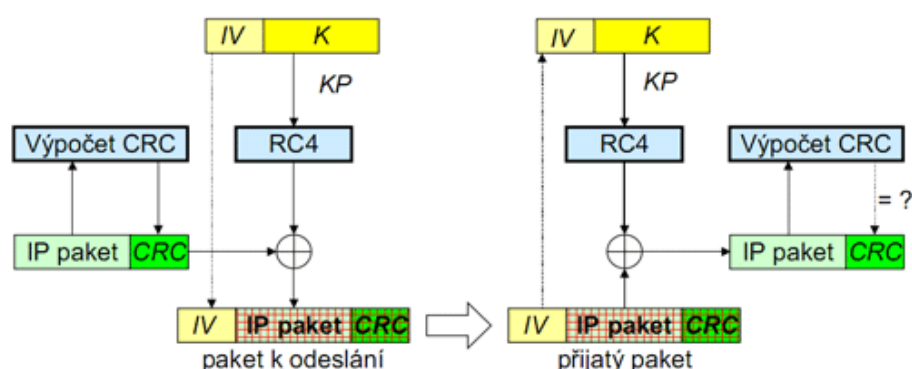 IV K
KP
Výpočet CRC
RC4
IP paket CRC
IV IP paket CRC
paket k odeslání
IV K
KP
RC4
Výpočet CRC
= ?
IP paket CRC
IV IP paket CRC
přijatý paket